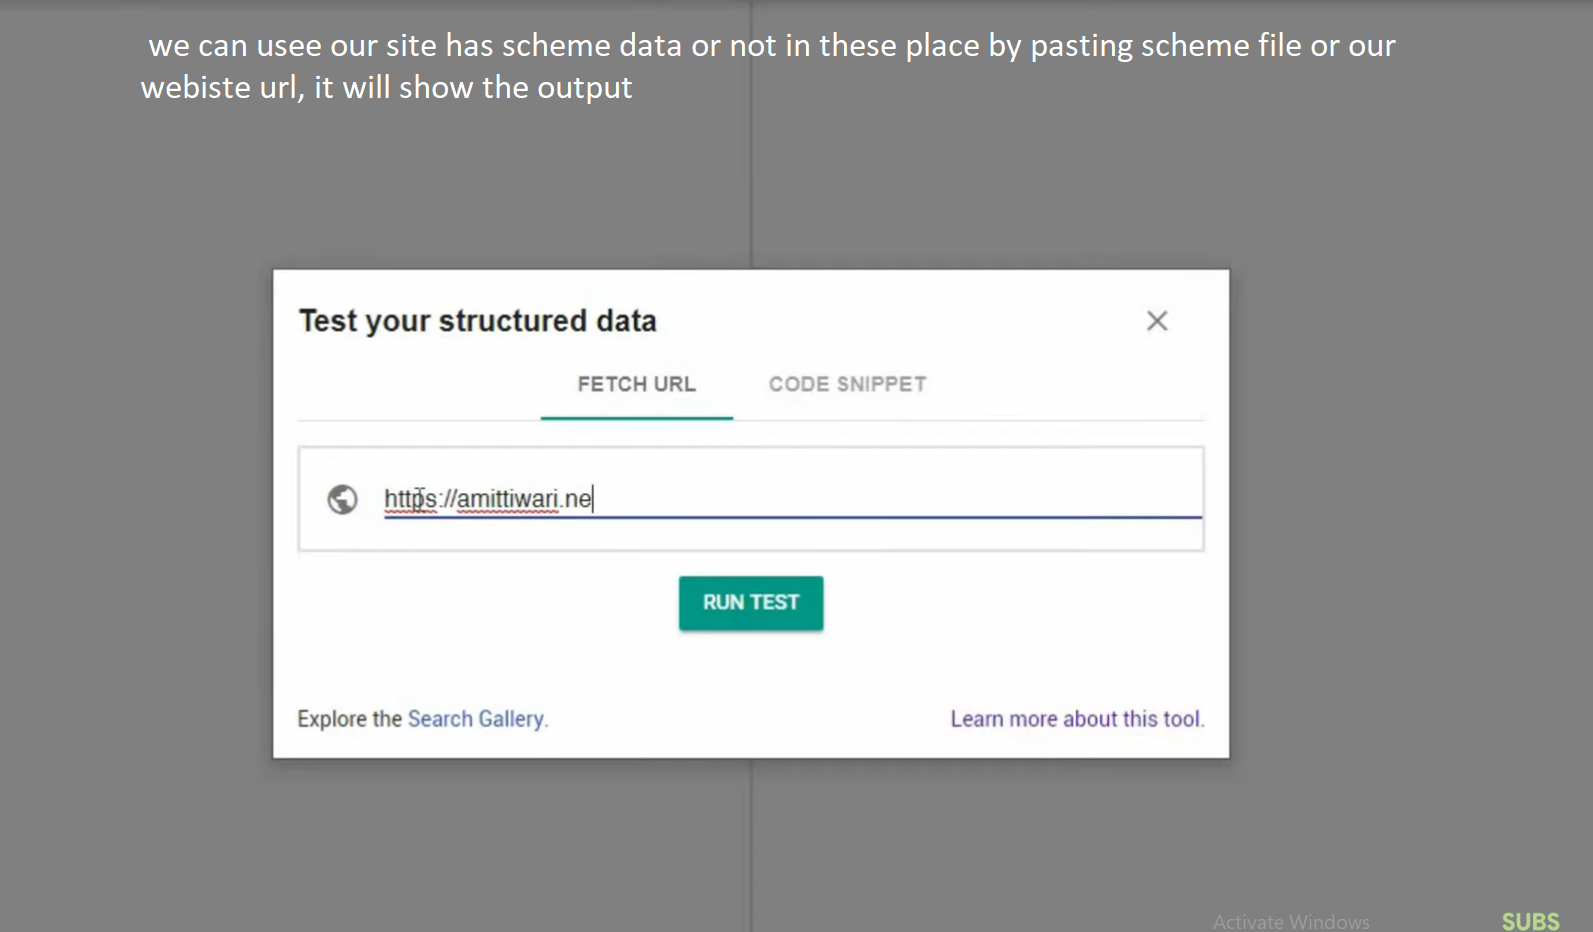 we can usee our site has scheme data or not in these place by pasting scheme file or our
webiste url, it will show the output
Test your structured data
FETCH URL CODE SNIPPET
https://amittiwari.ne
RUN TEST
Explore the Search Gallery. Learn more about this tool.
Activate Windows
SUBS